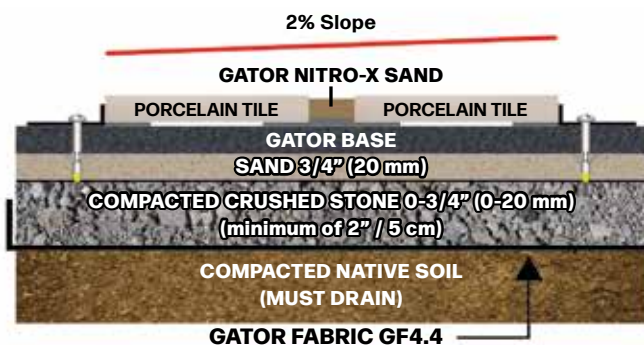 2% Slope
GATOR NITRO-X SAND
PORCELAIN TILE PORCELAIN TILE
GATOR BASE
SAND 3/4” (20 mm)
COMPACTED CRUSHED STONE 0-3/4” (0-20 mm)
(minimum of 2” / 5 cm)
COMPACTED NATIVE SOIL
(MUST DRAIN)
GATOR FABRIC GF4.4